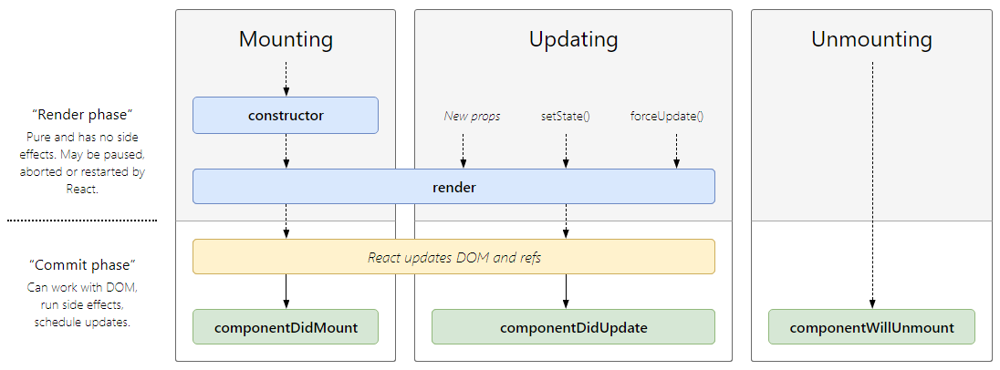 Mounting
Updating
Unmounting
“Render phase”
Pure and has no side
effects. May be paused,
aborted or restarted by
React.
constructor
New props
setState()
forceUpdate()
render
“Commit phase”
Can work with DOM,
run side effects,
schedule updates.
React updates DOM and refs
componentDidMount
componentDidUpdate
componentWillUnmount